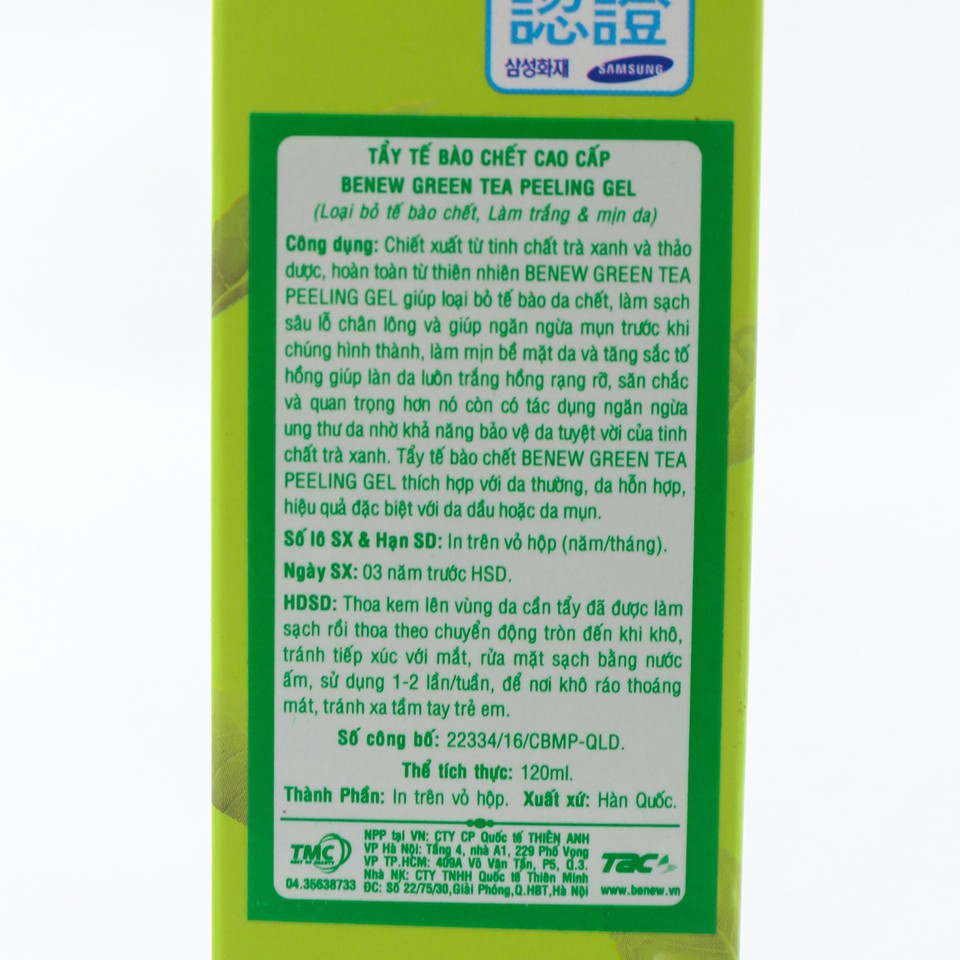 認證
삼성화재 SAMSUNG
TẨY TẾ BÀO CHẾT CAO CẤP
BENEW GREEN TEA PEELING GEL
(Loại bỏ tế bào chết, Làm trắng & mịn da)
Công dụng: Chiết xuất từ tinh chất trà xanh và thảo
dược, hoàn toàn từ thiên nhiên BENEW GREEN TEA
PEELING GEL giúp loại bỏ tế bào da chết, làm sạch
sâu lỗ chân lông và giúp ngăn ngừa mụn trước khi
chúng hình thành, làm mịn bề mặt da và tăng sắc tố
hồng giúp làn da luôn trắng hồng rạng rỡ, săn chắc
và quan trọng hơn nó còn có tác dụng ngăn ngừa
ung thư da nhờ khả năng bảo vệ da tuyệt vời của tinh
chất trà xanh. Tẩy tế bào chết BENEW GREEN TEA
PEELING GEL thích hợp với da thường, da hỗn hợp,
hiệu quả đặc biệt với da dầu hoặc da mụn.
Số lô SX & Hạn SD: In trên vỏ hộp (năm/tháng).
Ngày SX: 03 năm trước HSD.
HDSD: Thoa kem lên vùng da cần tẩy đã được làm
sạch rồi thoa theo chuyển động tròn đến khi khô,
tránh tiếp xúc với mắt, rửa mặt sạch bằng nước
ấm, sử dụng 1-2 lần/tuần, để nơi khô ráo thoáng
mát, tránh xa tầm tay trẻ em.
Số công bố: 22334/16/CBMP-QLD.
Thể tích thực: 120ml.
Thành Phần: In trên vỏ hộp. Xuất xứ: Hàn Quốc.
NPP tại VN: CTY CP Quốc tế THIÊN ANH
VP Hà Nội: Tầng 4, nhà A1, 229 Phố Vọng
VP TP.HCM: 409A Võ Văn Tần, P5, Q.3.
Nhà NK: CTY TNHH Quốc tế Thiên Minh
ĐC: Số 22/75/30,Giải Phóng,Q.HBT,Hà Nội
TMC
04.35638733
TAC
www.benew.vn